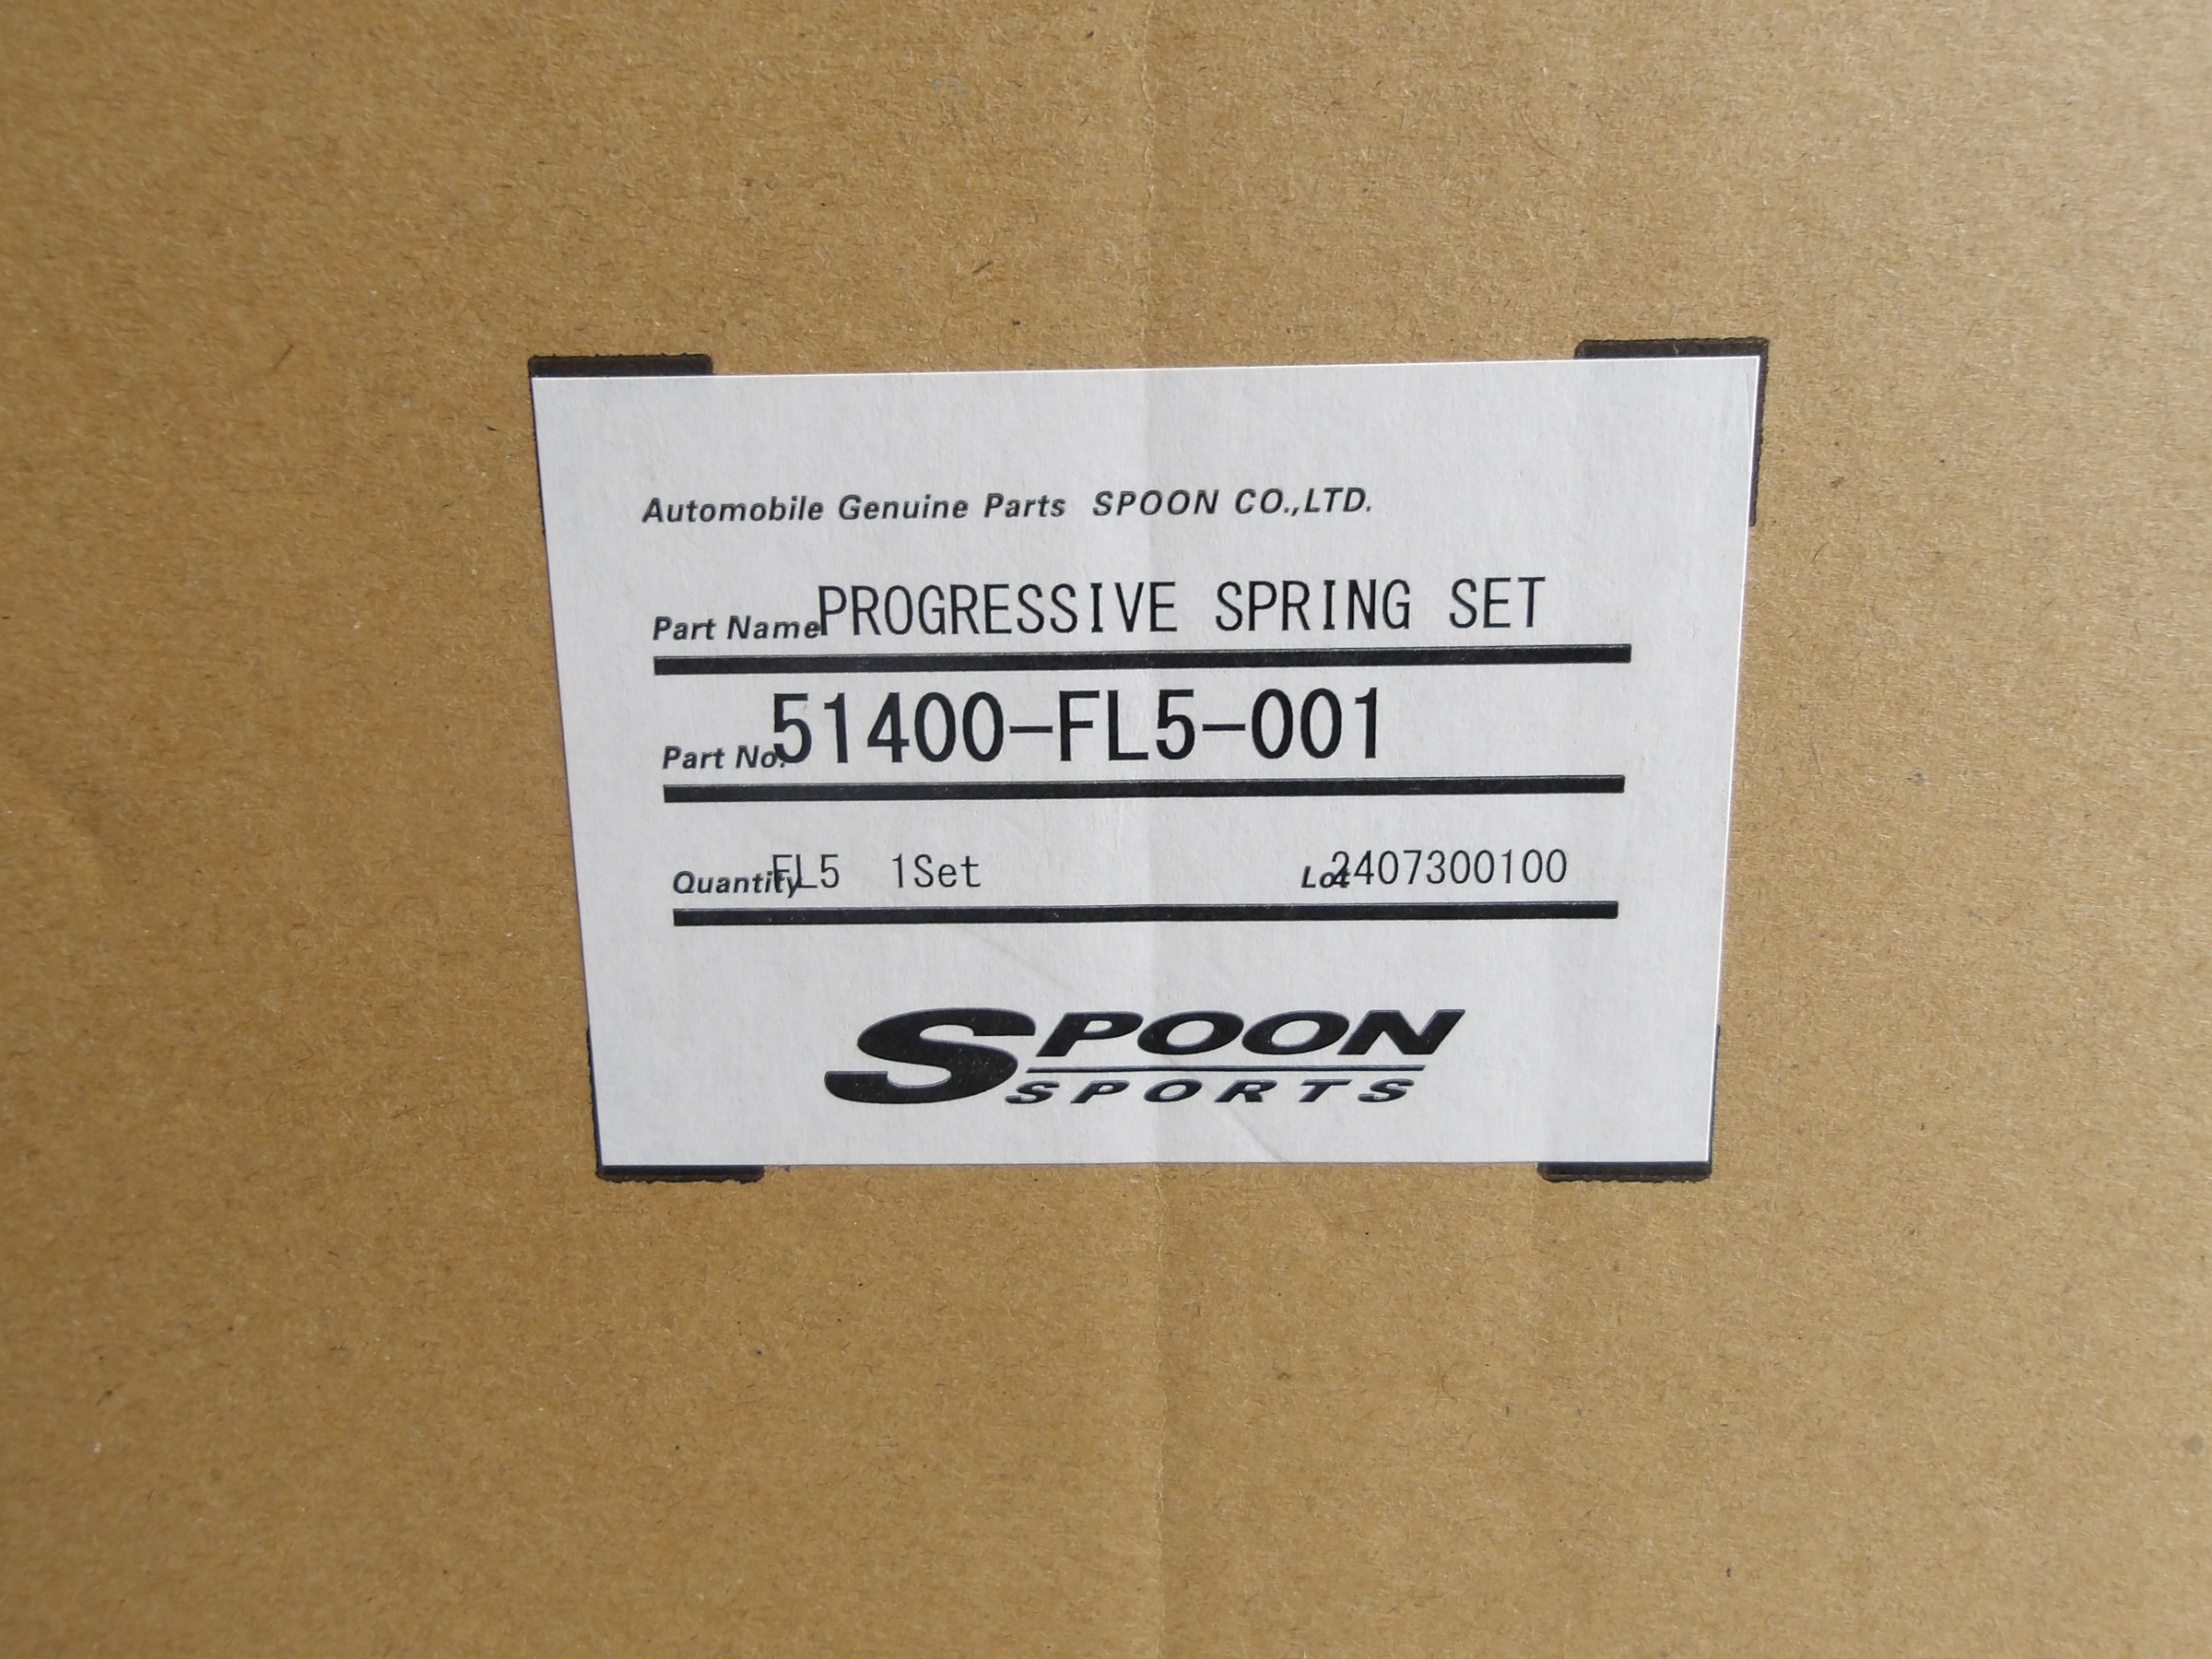 Automobile Genuine Parts SPOON CO.,LTD.
Part Name PROGRESSIVE SPRING SET
Part No. 51400-FL5-001
Quantity FL5 1Set Lot 2407300100
SPOON
SPORTS